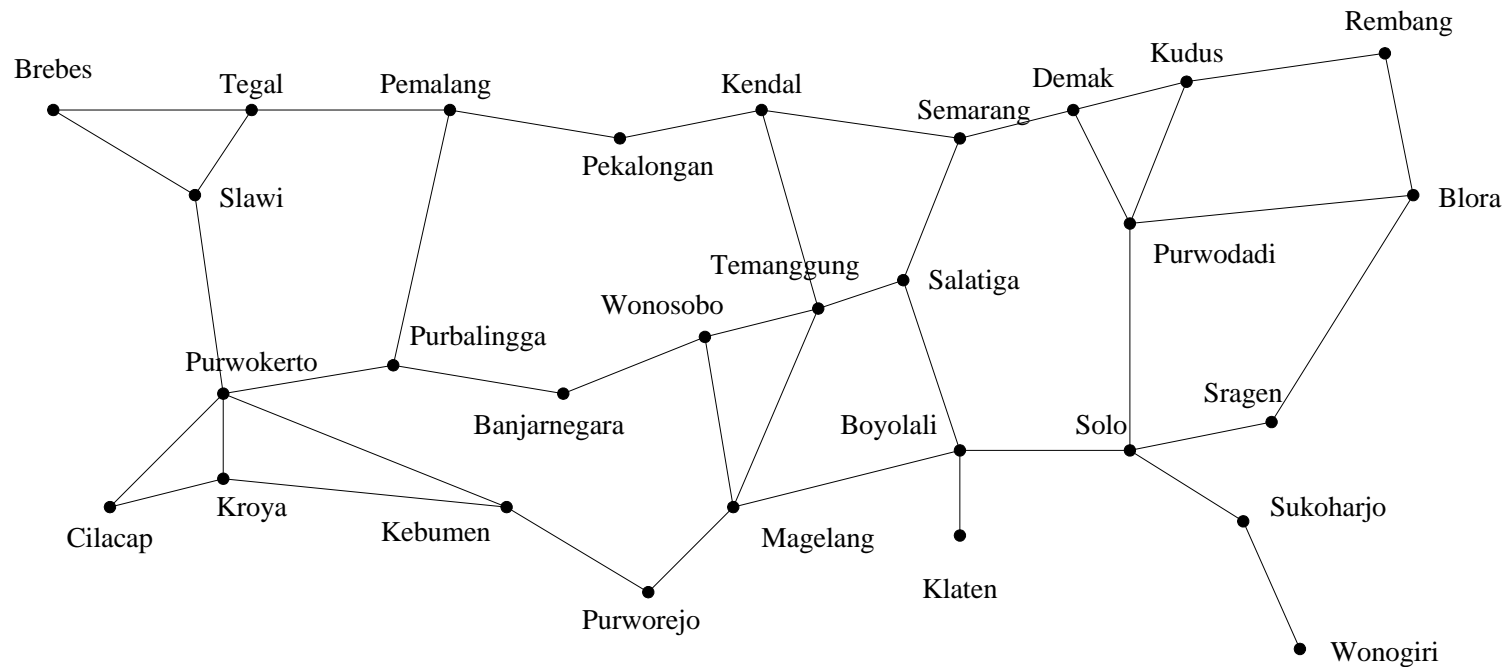 Rembang
Kudus
Brebes
Tegal
Pemalang
Kendal
Demak
Semarang
Pekalongan
Slawi
Blora
Purwodadi
Temanggung
Salatiga
Wonosobo
Purbalingga
Purwokerto
Sragen
Banjarnegara
Boyolali
Solo
Kroya
Sukoharjo
Cilacap
Kebumen
Magelang
Klaten
Purworejo
Wonogiri